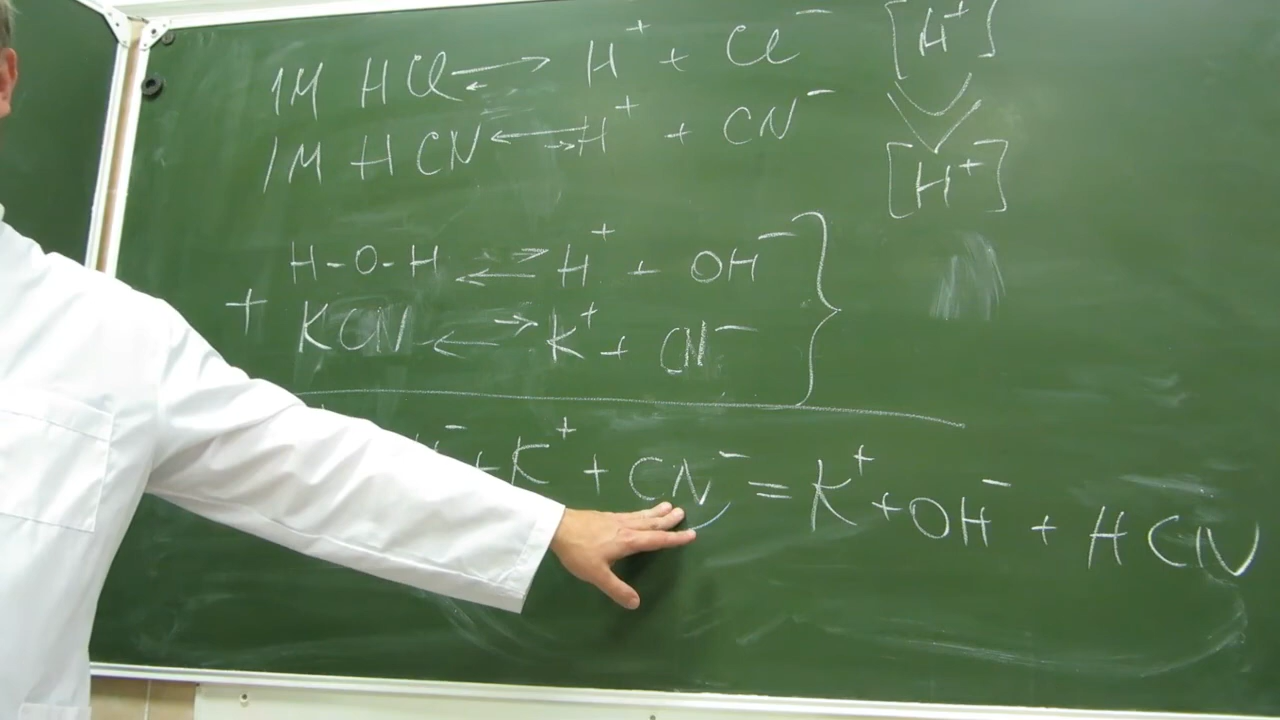 1M HCl ⇄ H⁺ + Cl⁻ [H⁺]
1M HCN ⇄ H⁺ + CN⁻
[H⁺]
H-O-H ⇄ H⁺ + OH⁻
+ KCN ⇄ K⁺ + CN⁻
⁻ + K⁺ + CN⁻ = K⁺ + OH⁻ + HCN